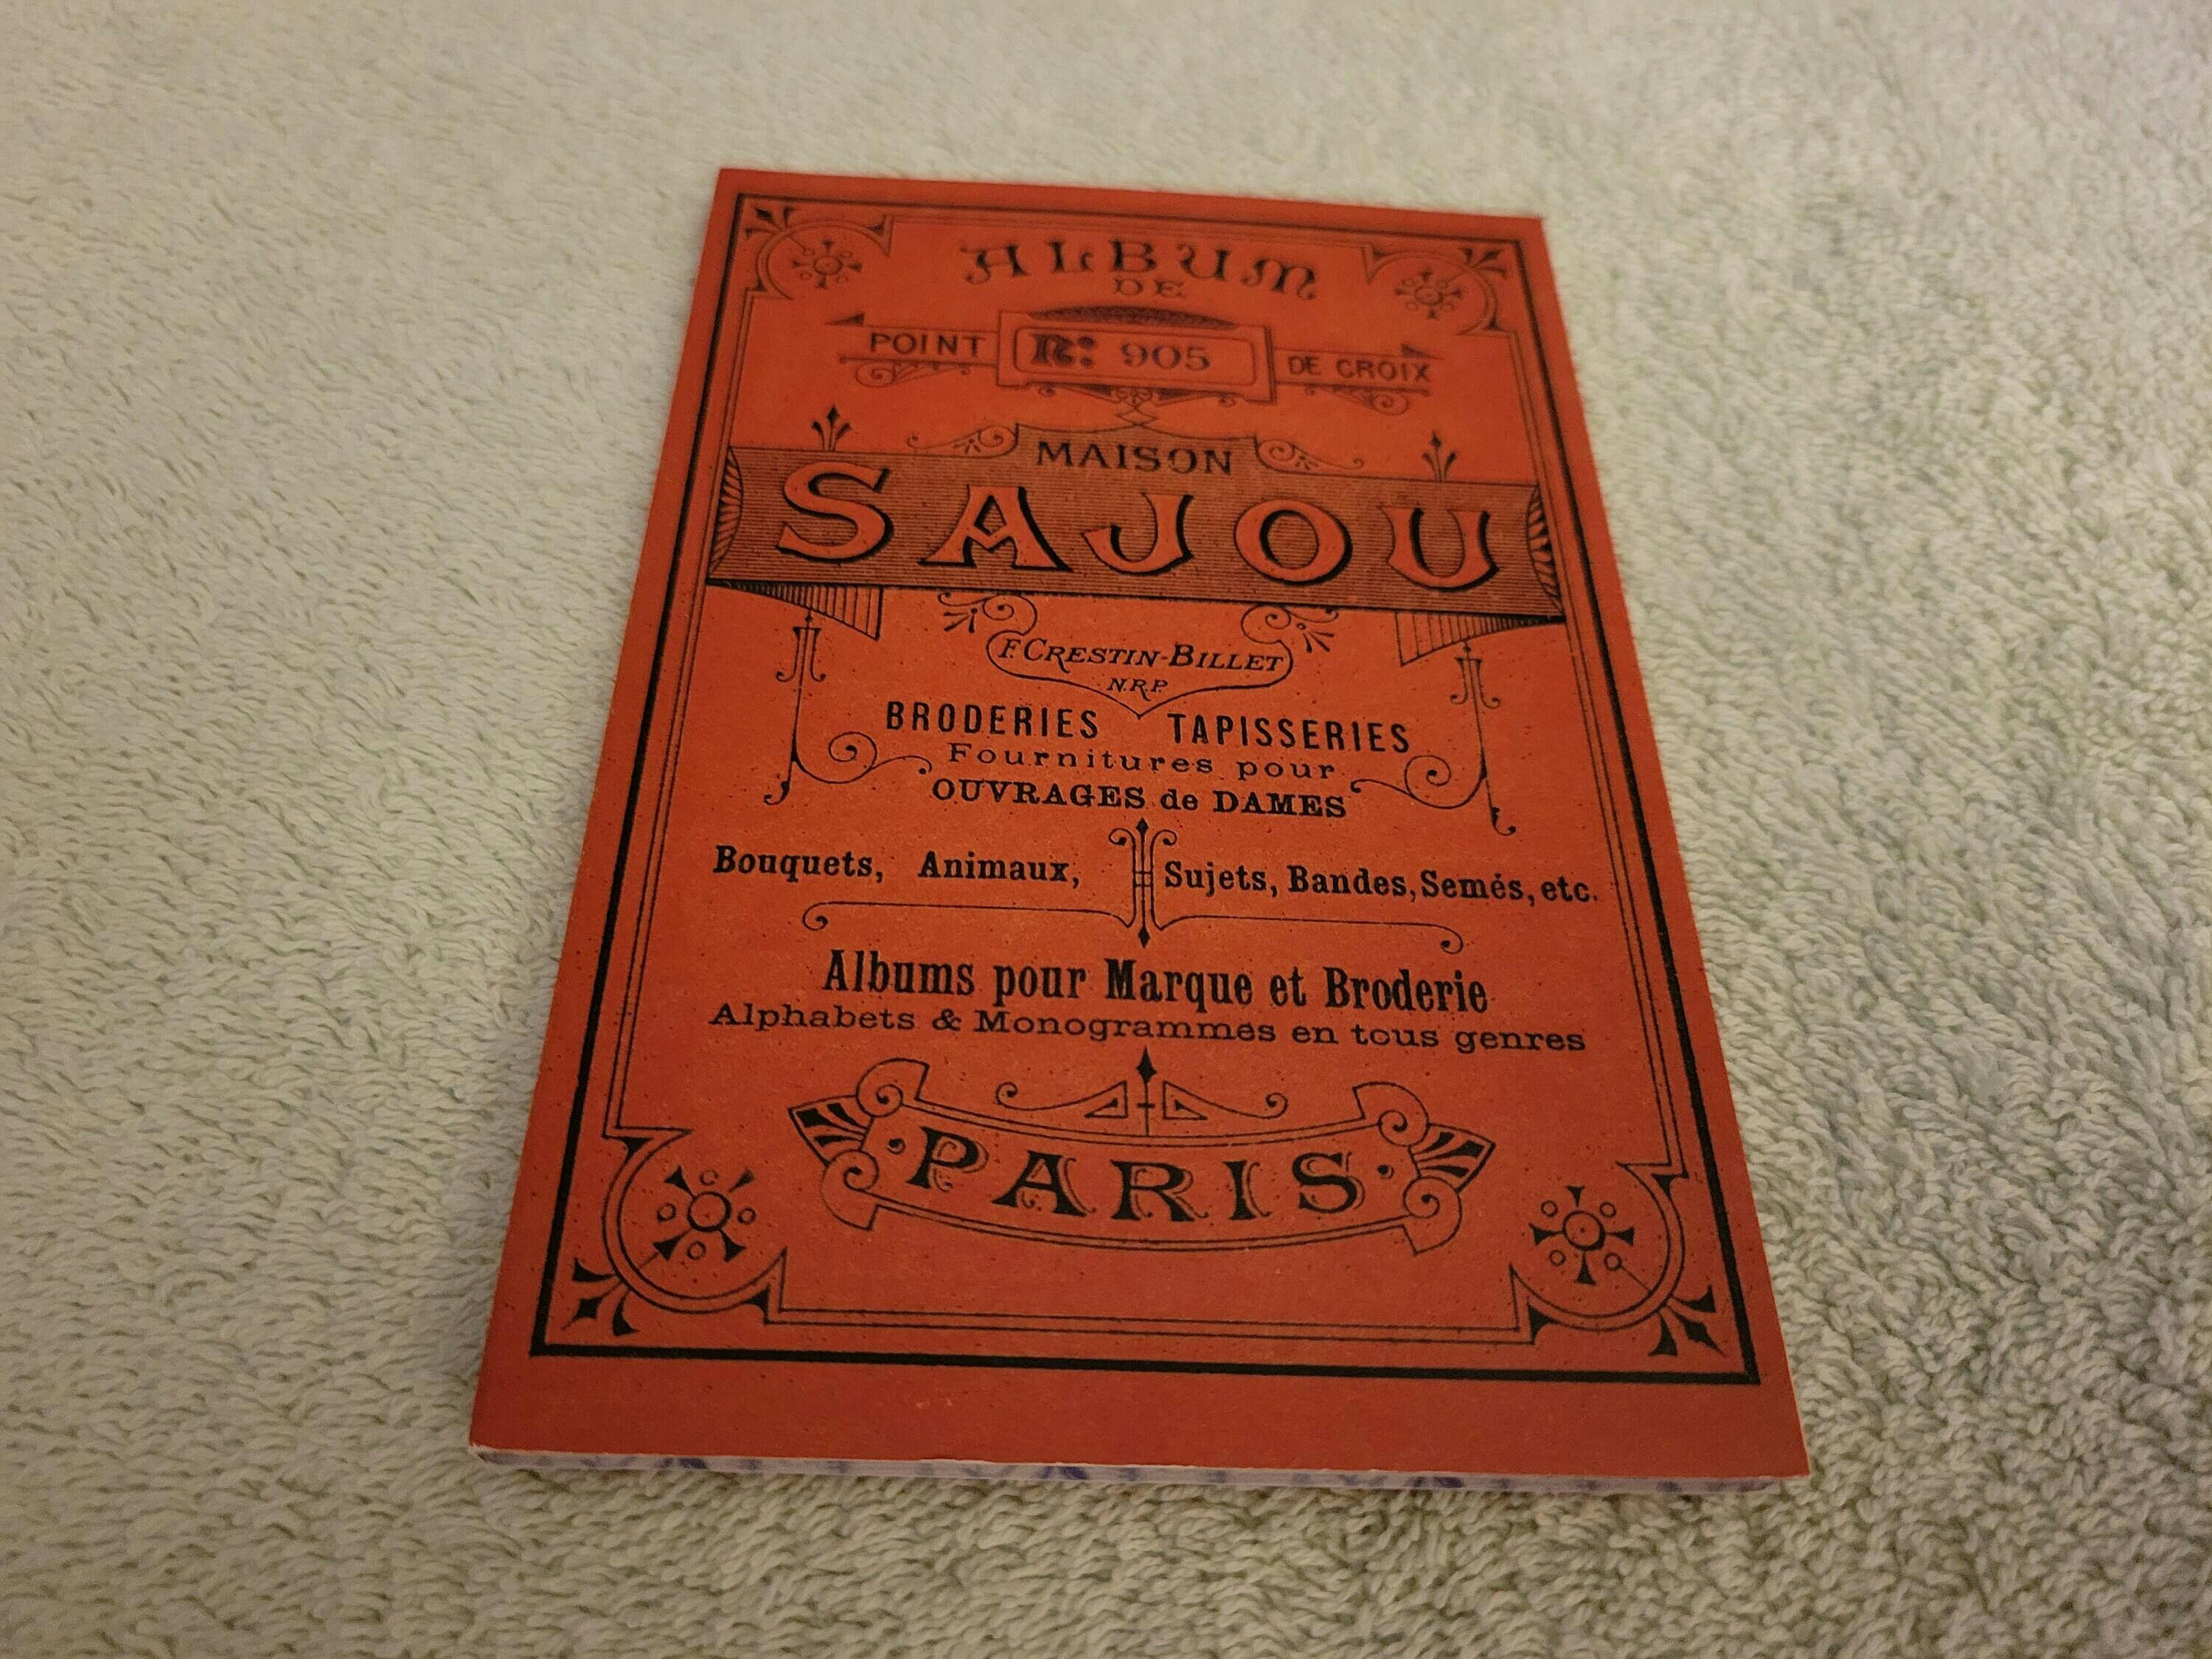 ALBUM
DE
POINT Nº: 905 DE CROIX
MAISON
SAJOU
F. CRESTIN-BILLET
N.R.P.
BRODERIES TAPISSERIES
Fournitures pour
OUVRAGES de DAMES
Bouquets, Animaux, Sujets, Bandes, Semés, etc.
Albums pour Marque et Broderie
Alphabets & Monogrammes en tous genres
PARIS